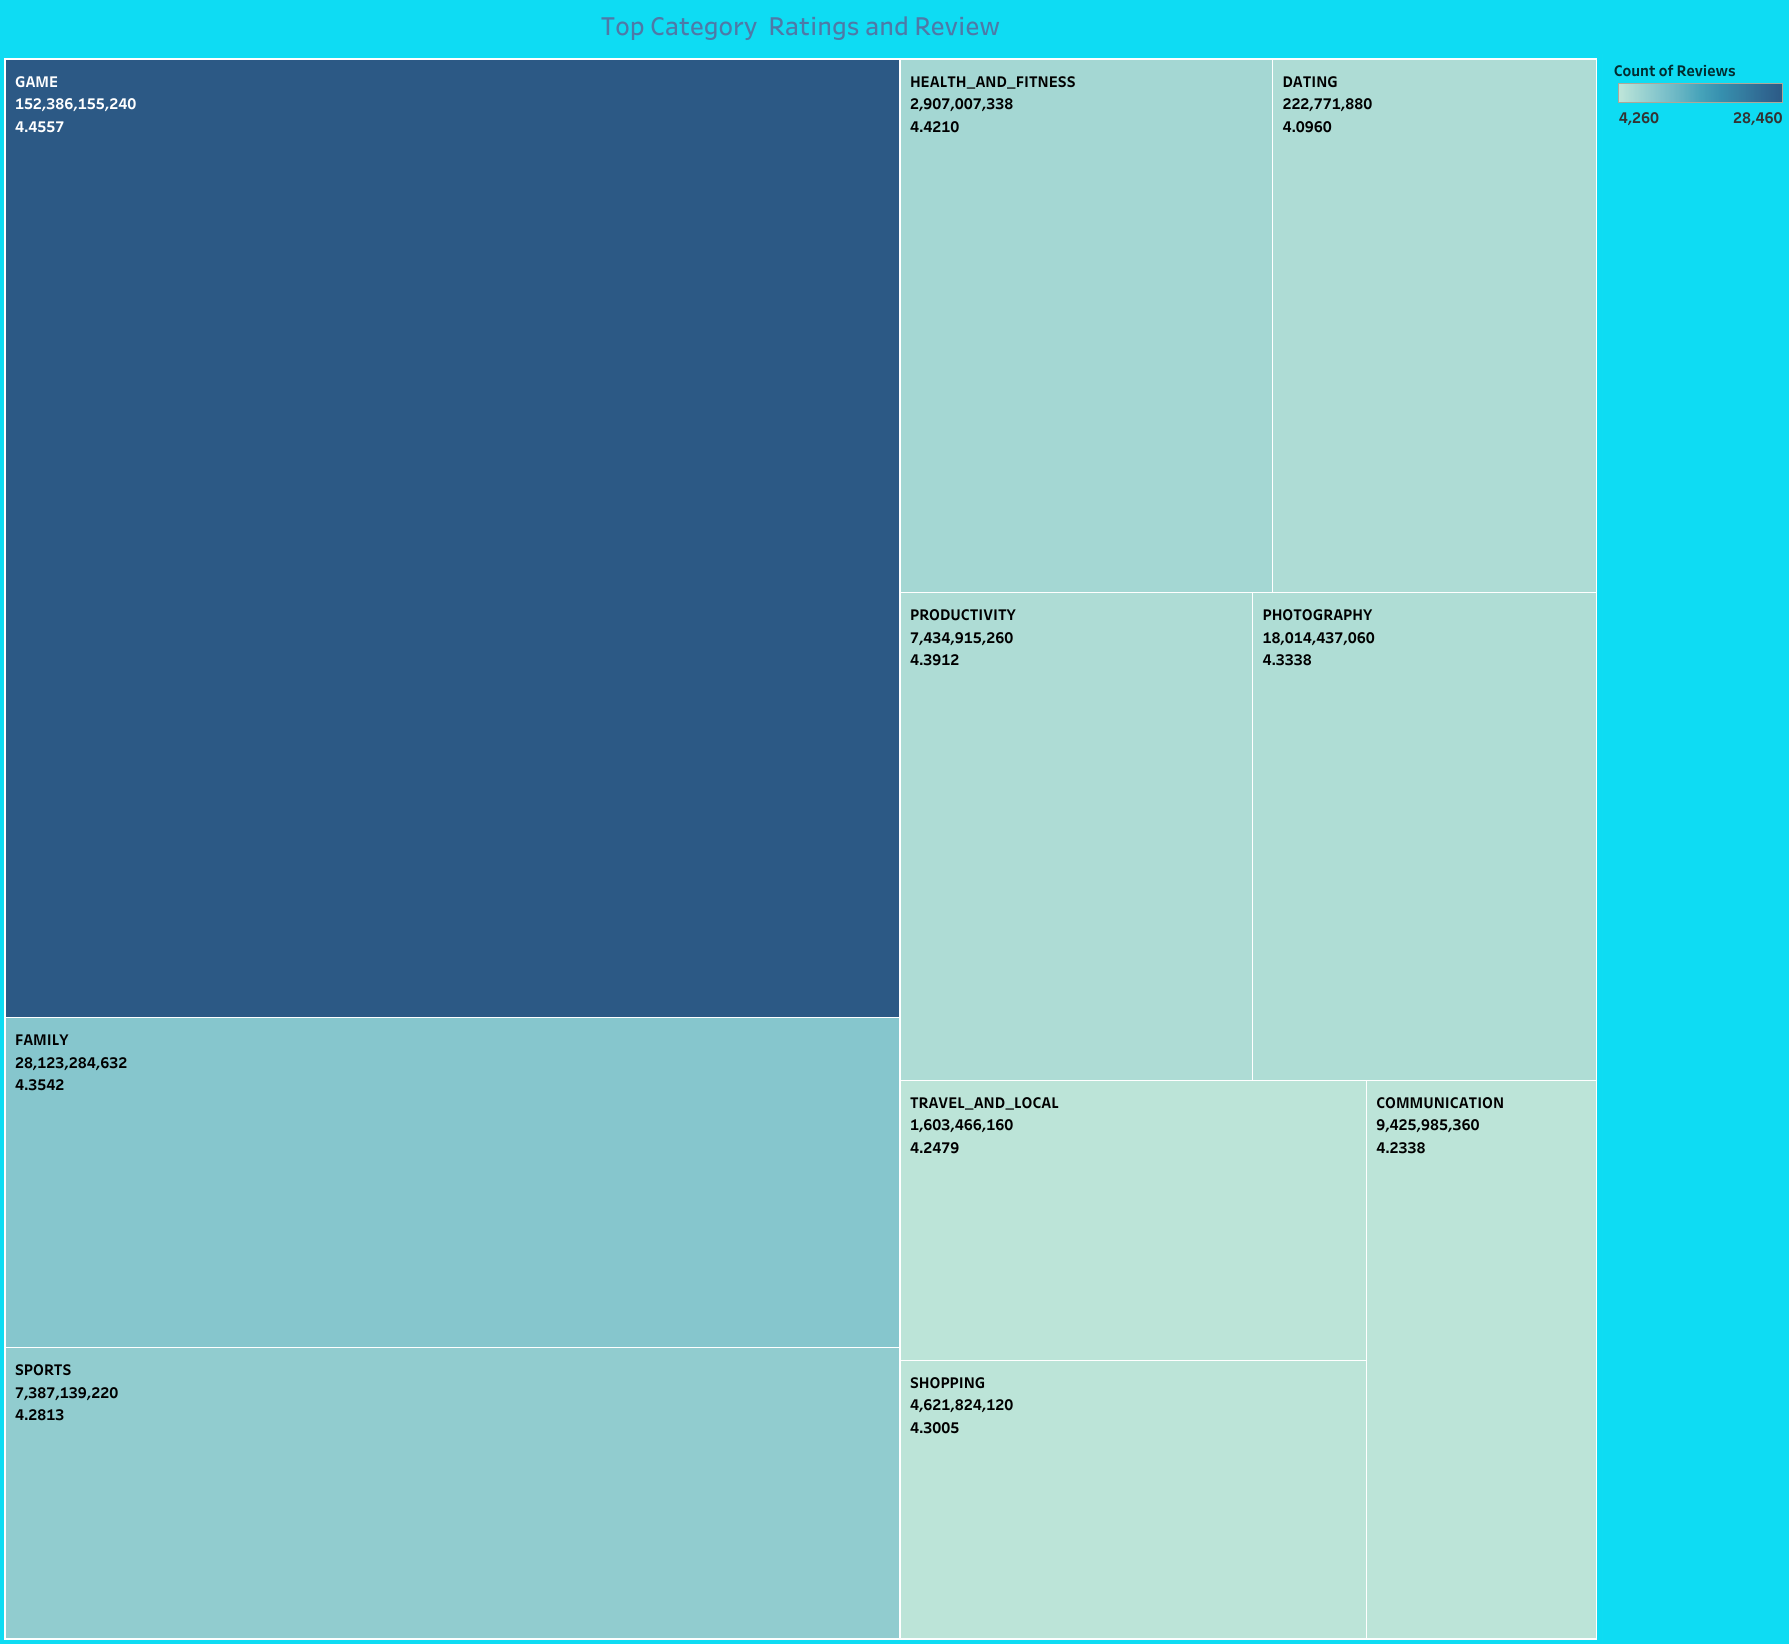 Top Category  Ratings and Review
GAME
152,386,155,240
4.4557
FAMILY
28,123,284,632
4.3542
SPORTS
7,387,139,220
4.2813
HEALTH_AND_FITNESS
2,907,007,338
4.4210
DATING
222,771,880
4.0960
PRODUCTIVITY
7,434,915,260
4.3912
PHOTOGRAPHY
18,014,437,060
4.3338
TRAVEL_AND_LOCAL
1,603,466,160
4.2479
SHOPPING
4,621,824,120
4.3005
COMMUNICATION
9,425,985,360
4.2338
Count of Reviews
4,260 28,460